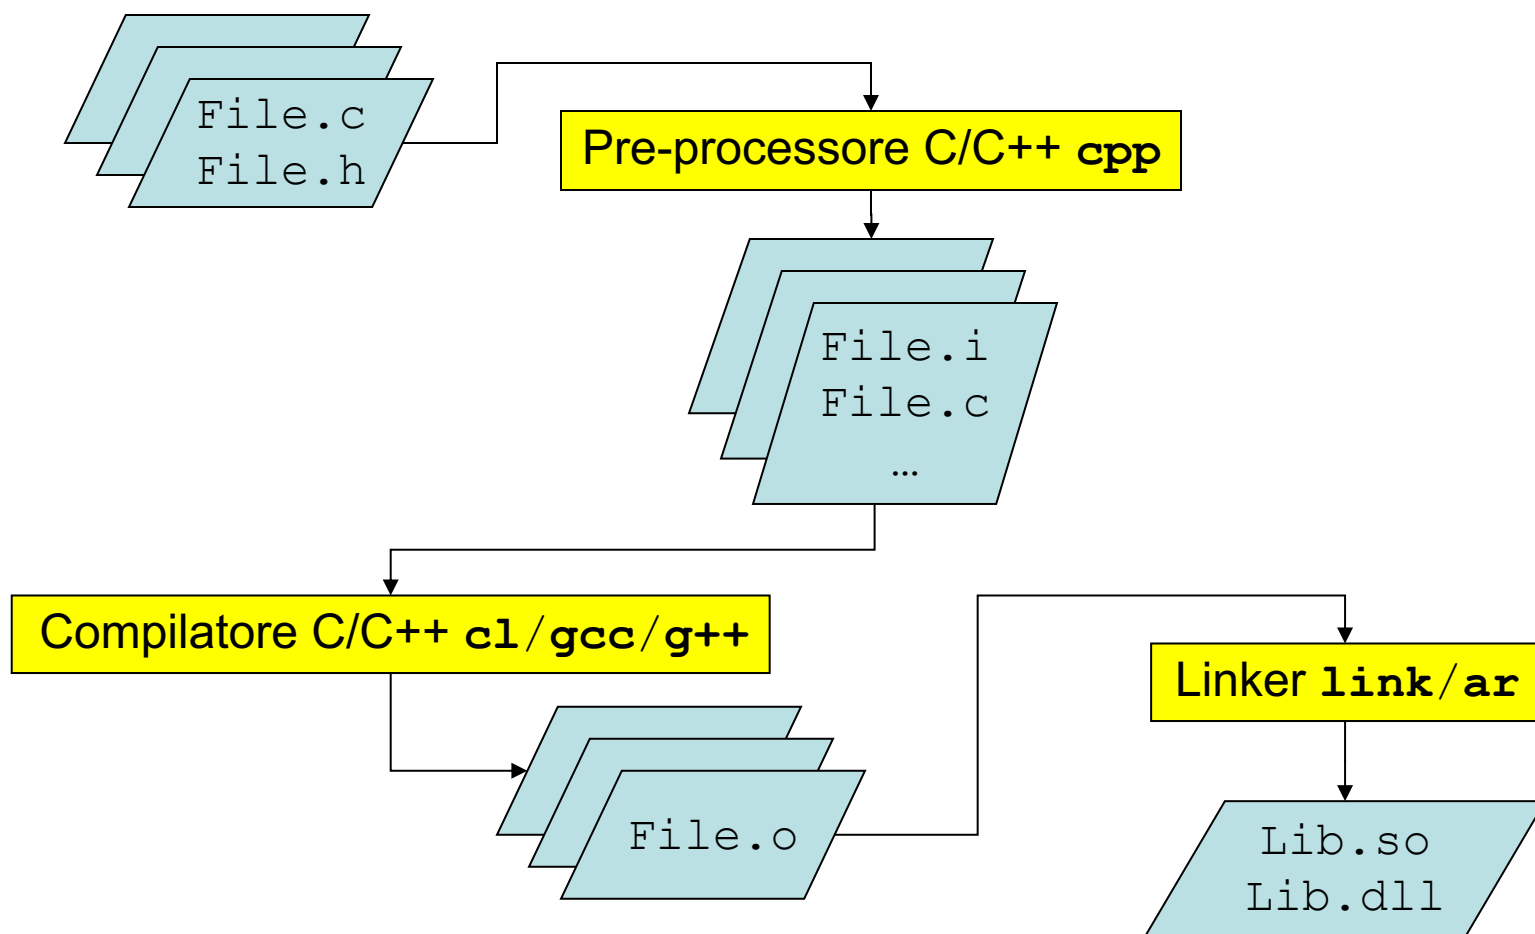 File.c
File.h
Pre-processore C/C++ cpp
File.i
File.c
…
Compilatore C/C++ cl/gcc/g++
Linker link/ar
File.o
Lib.so
Lib.dll